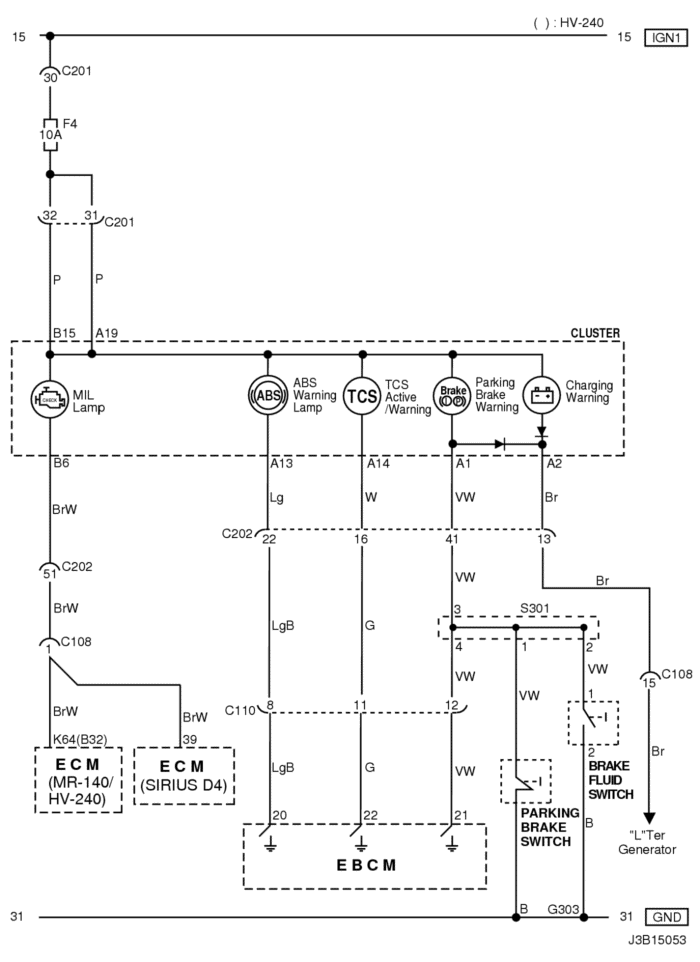 ( ) : HV-240
15
15 IGN1
30 C201
F4
10A
32 31 C201
P P
B15 A19
CLUSTER
CHECK
MIL
Lamp
ABS
ABS
Warning
Lamp
TCS
TCS
Active
/Warning
Brake
(!) (P)
Parking
Brake
Warning
Charging
Warning
B6 A13 A14 A1 A2
BrW Lg W VW Br
C202 22 16 41 13
51 C202
VW
Br
BrW
3 S301
LgB G
1 C108
4 1 2
VW VW VW
15 C108
C110 8 11 12
1
BrW BrW
K64(B32) 39
2
E C M
(MR-140/
HV-240)
E C M
(SIRIUS D4)
LgB G VW
Br
BRAKE
FLUID
SWITCH
20 22 21
PARKING
BRAKE
SWITCH
B
"L"Ter
Generator
E B C M
31
B G303
31 GND
J3B15053